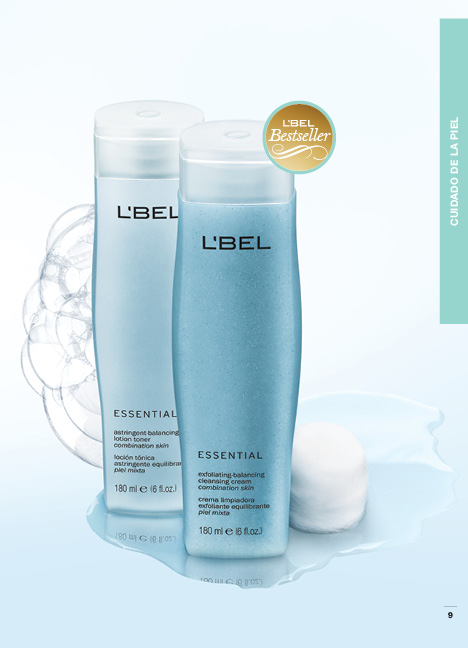 L'BEL
Bestseller
CUIDADO DE LA PIEL
L'BEL
ESSENTIAL
astringent-balancing
lotion toner
combination skin
loción tónica
astringente equilibran
piel mixta
180 ml e (6 fl.oz.)
L'BEL
ESSENTIAL
exfoliating-balancing
cleansing cream
combination skin
crema limpiadora
exfoliante equilibrante
piel mixta
180 ml e (6 fl.oz.)
9